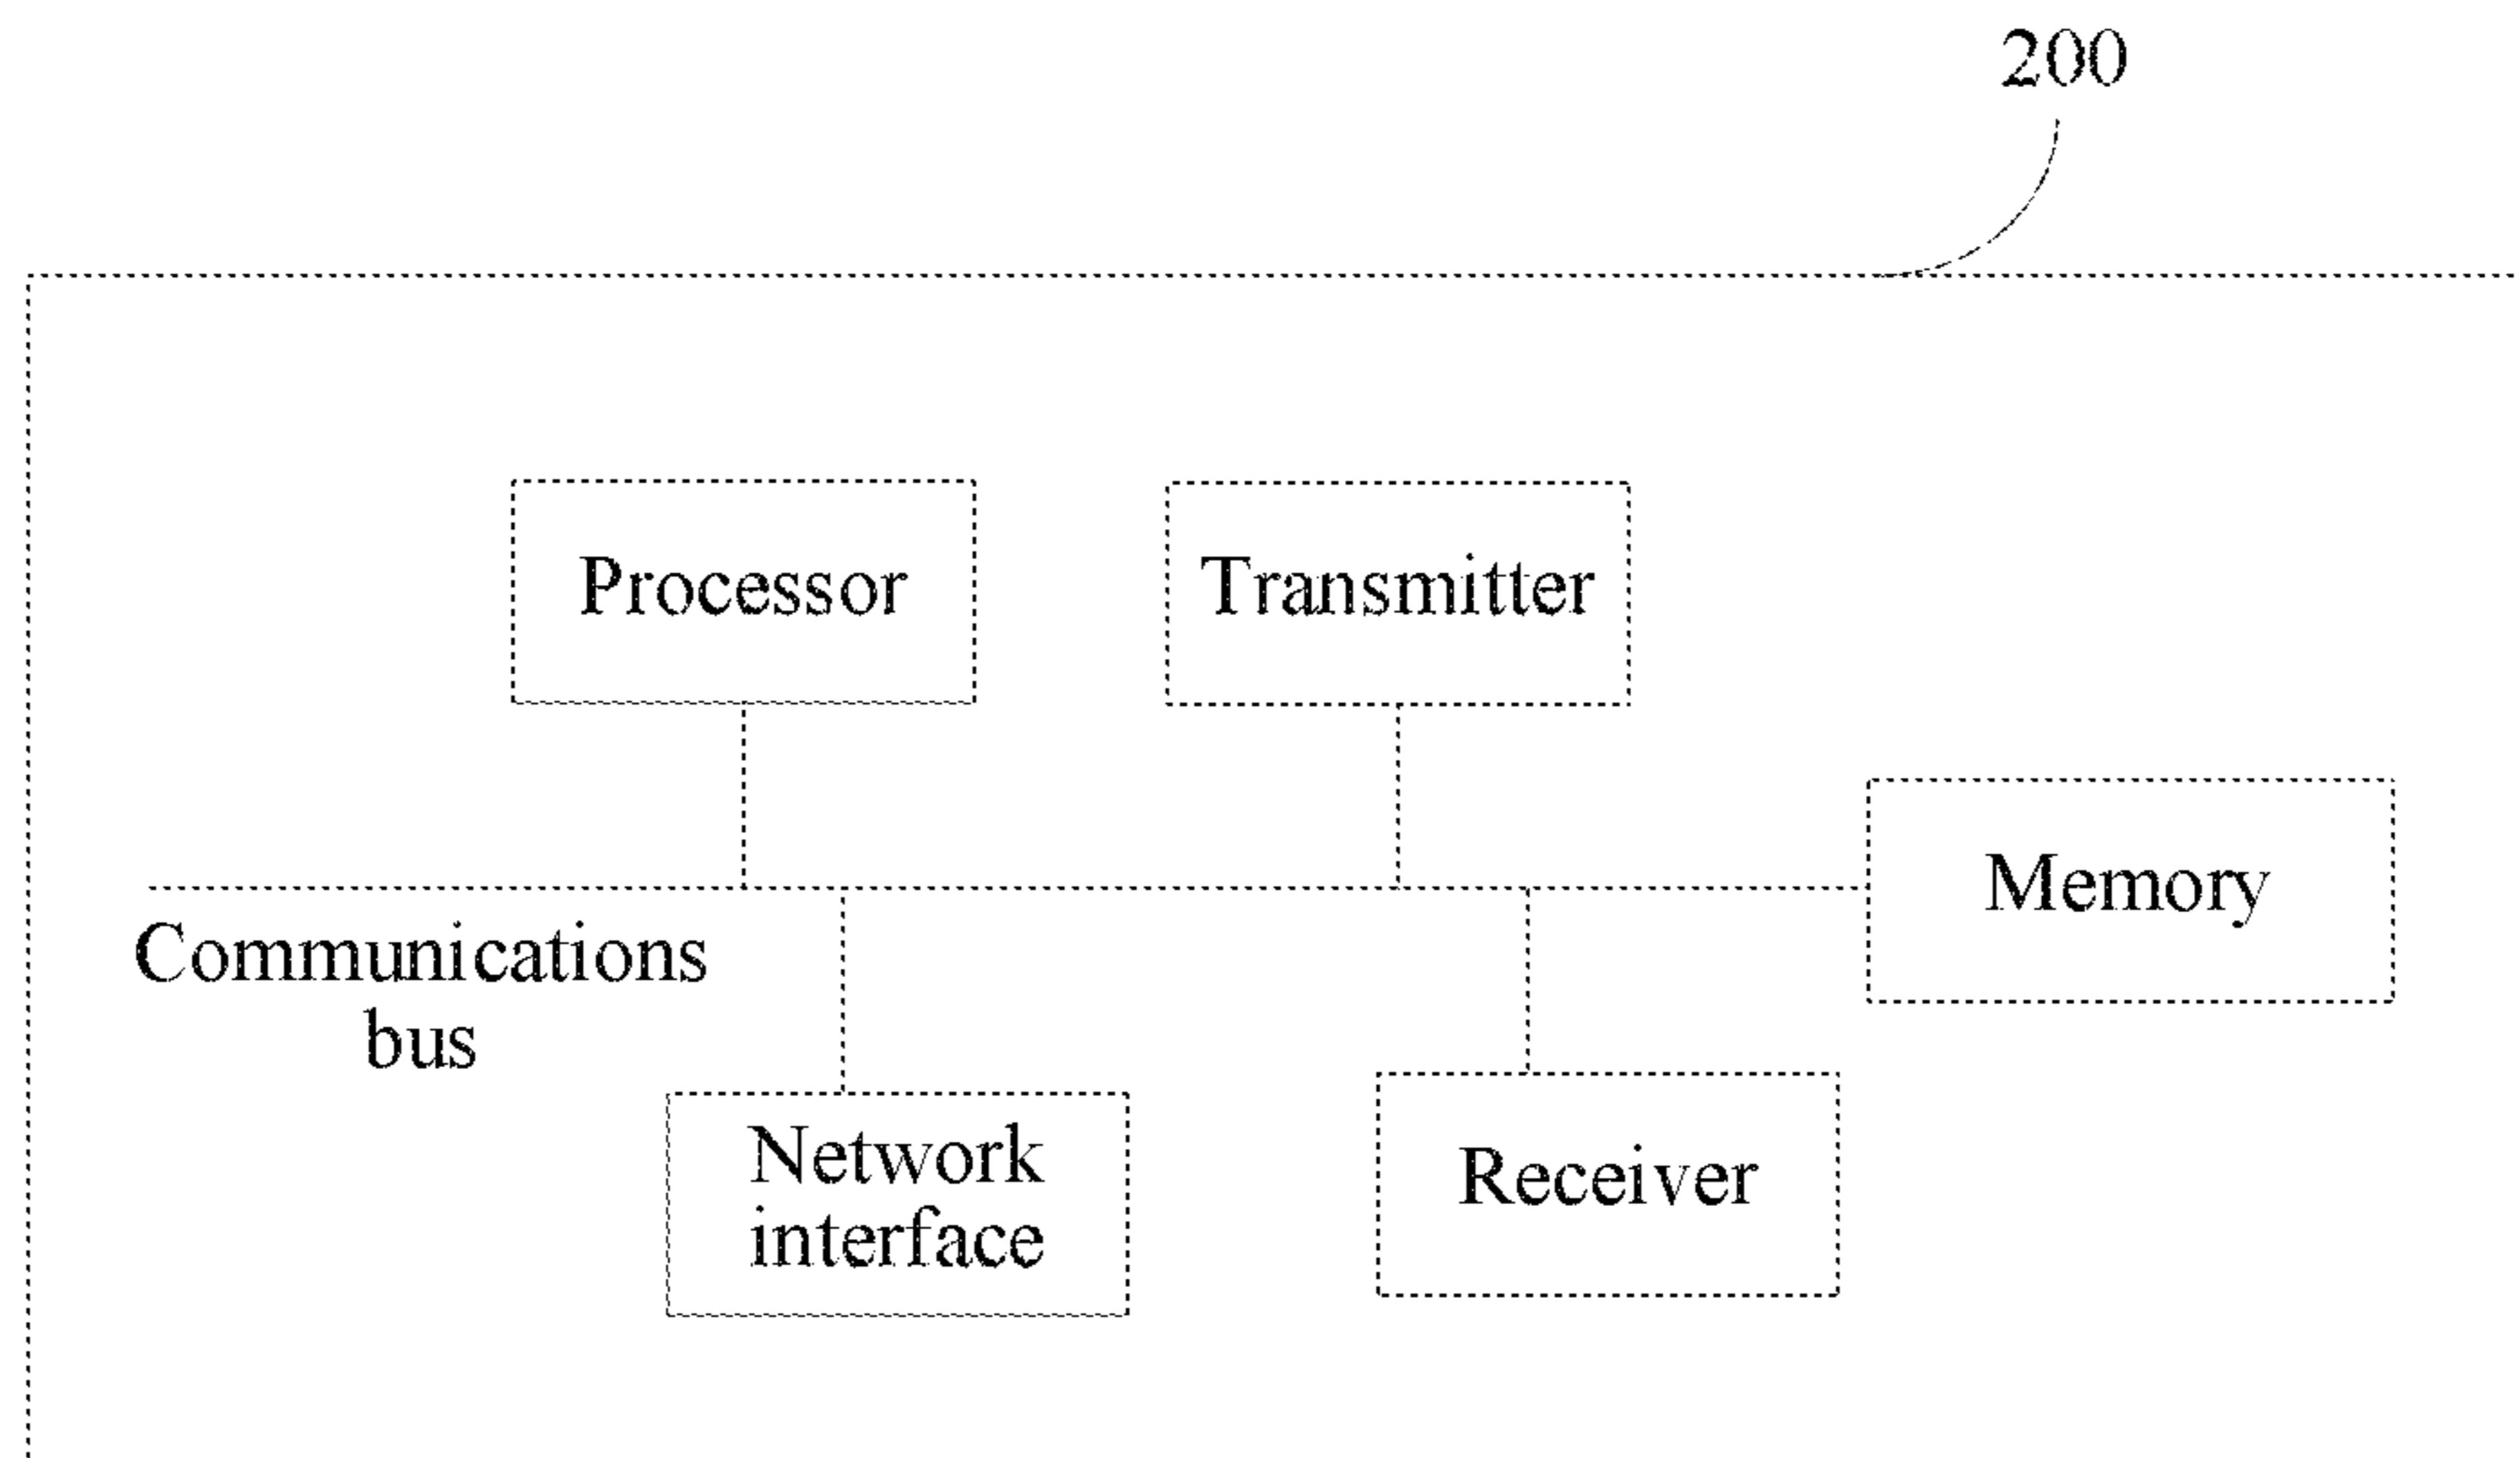 200
Processor
Transmitter
Memory
Communications
bus
Network
interface
Receiver